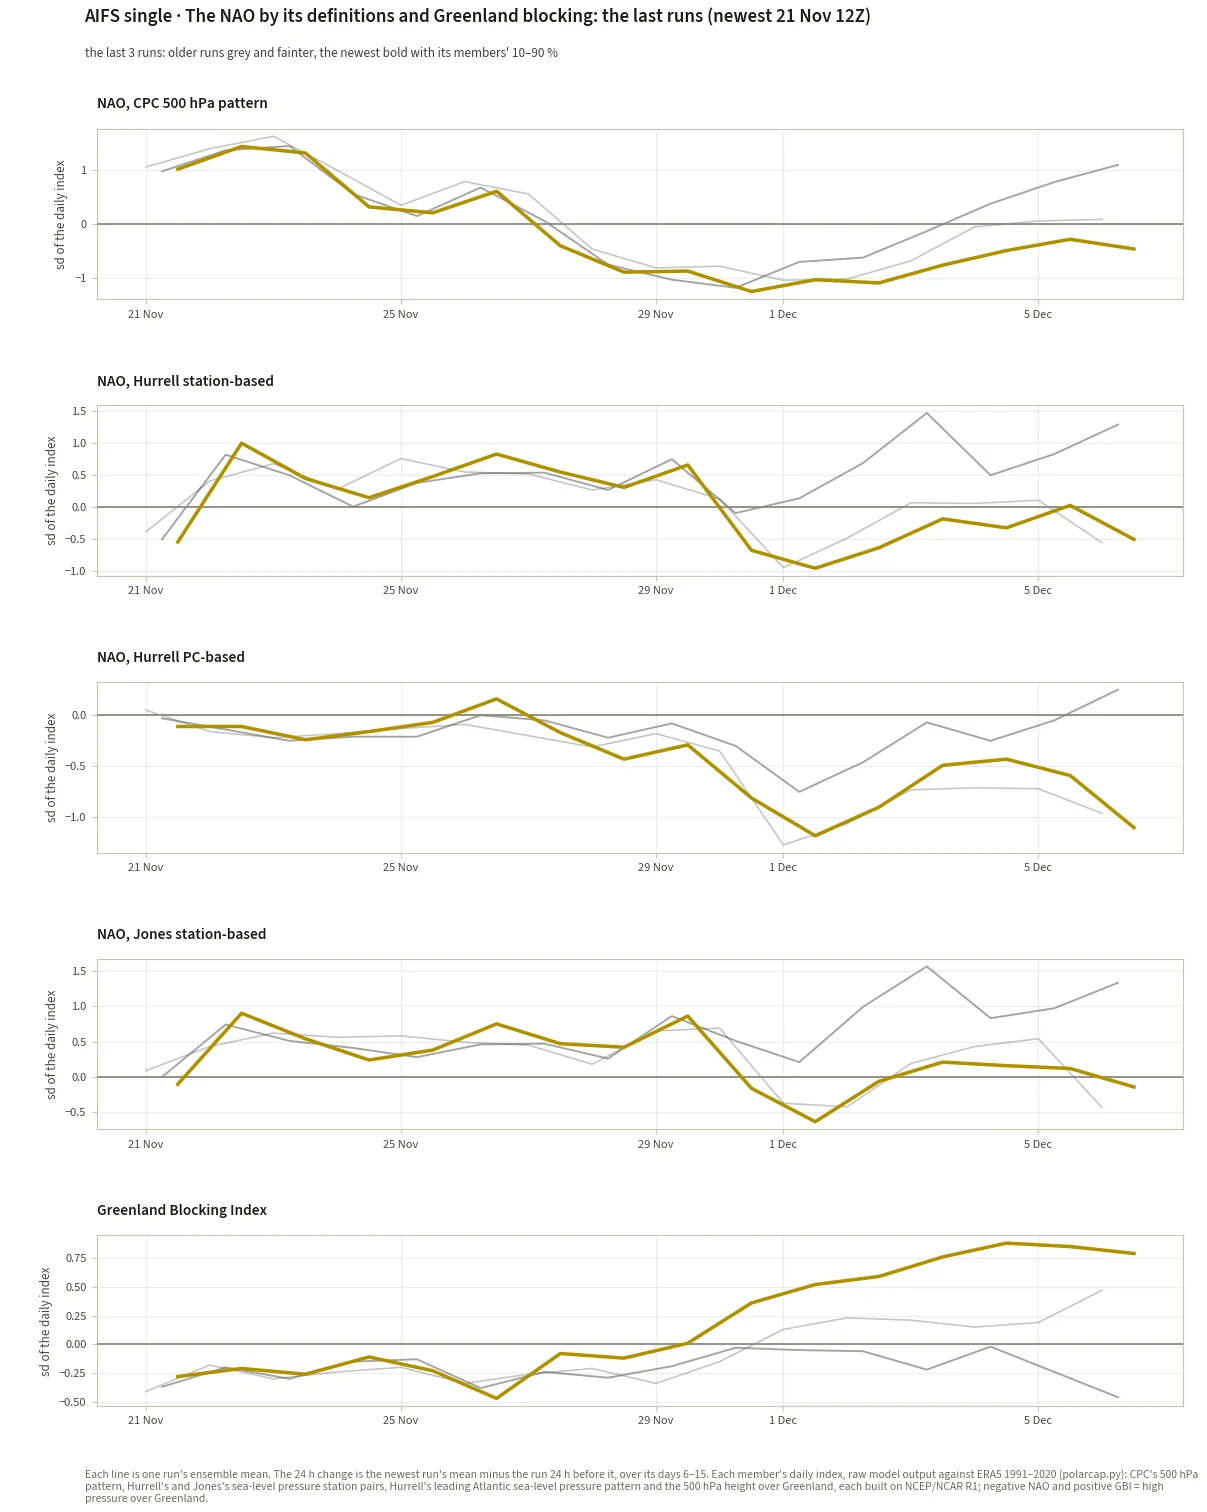 AIFS single · The NAO by its definitions and Greenland blocking: the last runs (newest 21 Nov 12Z)
the last 3 runs: older runs grey and fainter, the newest bold with its members' 10–90 %
NAO, CPC 500 hPa pattern
sd of the daily index
1
0
−1
21 Nov 25 Nov 29 Nov 1 Dec 5 Dec
NAO, Hurrell station-based
sd of the daily index
1.5
1.0
0.5
0.0
−0.5
−1.0
21 Nov 25 Nov 29 Nov 1 Dec 5 Dec
NAO, Hurrell PC-based
sd of the daily index
0.0
−0.5
−1.0
21 Nov 25 Nov 29 Nov 1 Dec 5 Dec
NAO, Jones station-based
sd of the daily index
1.5
1.0
0.5
0.0
−0.5
21 Nov 25 Nov 29 Nov 1 Dec 5 Dec
Greenland Blocking Index
sd of the daily index
0.75
0.50
0.25
0.00
−0.25
−0.50
21 Nov 25 Nov 29 Nov 1 Dec 5 Dec
Each line is one run's ensemble mean. The 24 h change is the newest run's mean minus the run 24 h before it, over its days 6–15. Each member's daily index, raw model output against ERA5 1991–2020 (polarcap.py): CPC's 500 hPa
pattern, Hurrell's and Jones's sea-level pressure station pairs, Hurrell's leading Atlantic sea-level pressure pattern and the 500 hPa height over Greenland, each built on NCEP/NCAR R1; negative NAO and positive GBI = high
pressure over Greenland.